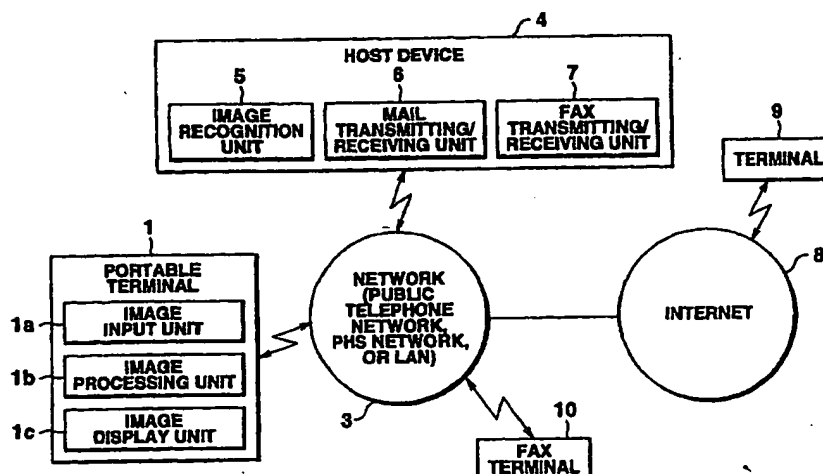 4
HOST DEVICE
5
IMAGE
RECOGNITION
UNIT
6
MAIL
TRANSMITTING/
RECEIVING UNIT
7
FAX
TRANSMITTING/
RECEIVING UNIT
9
TERMINAL
1
PORTABLE
TERMINAL
1a
IMAGE
INPUT UNIT
1b
IMAGE
PROCESSING UNIT
1c
IMAGE
DISPLAY UNIT
NETWORK
(PUBLIC
TELEPHONE
NETWORK,
PHS NETWORK,
OR LAN)
3
INTERNET
8
10
FAX
TERMINAL